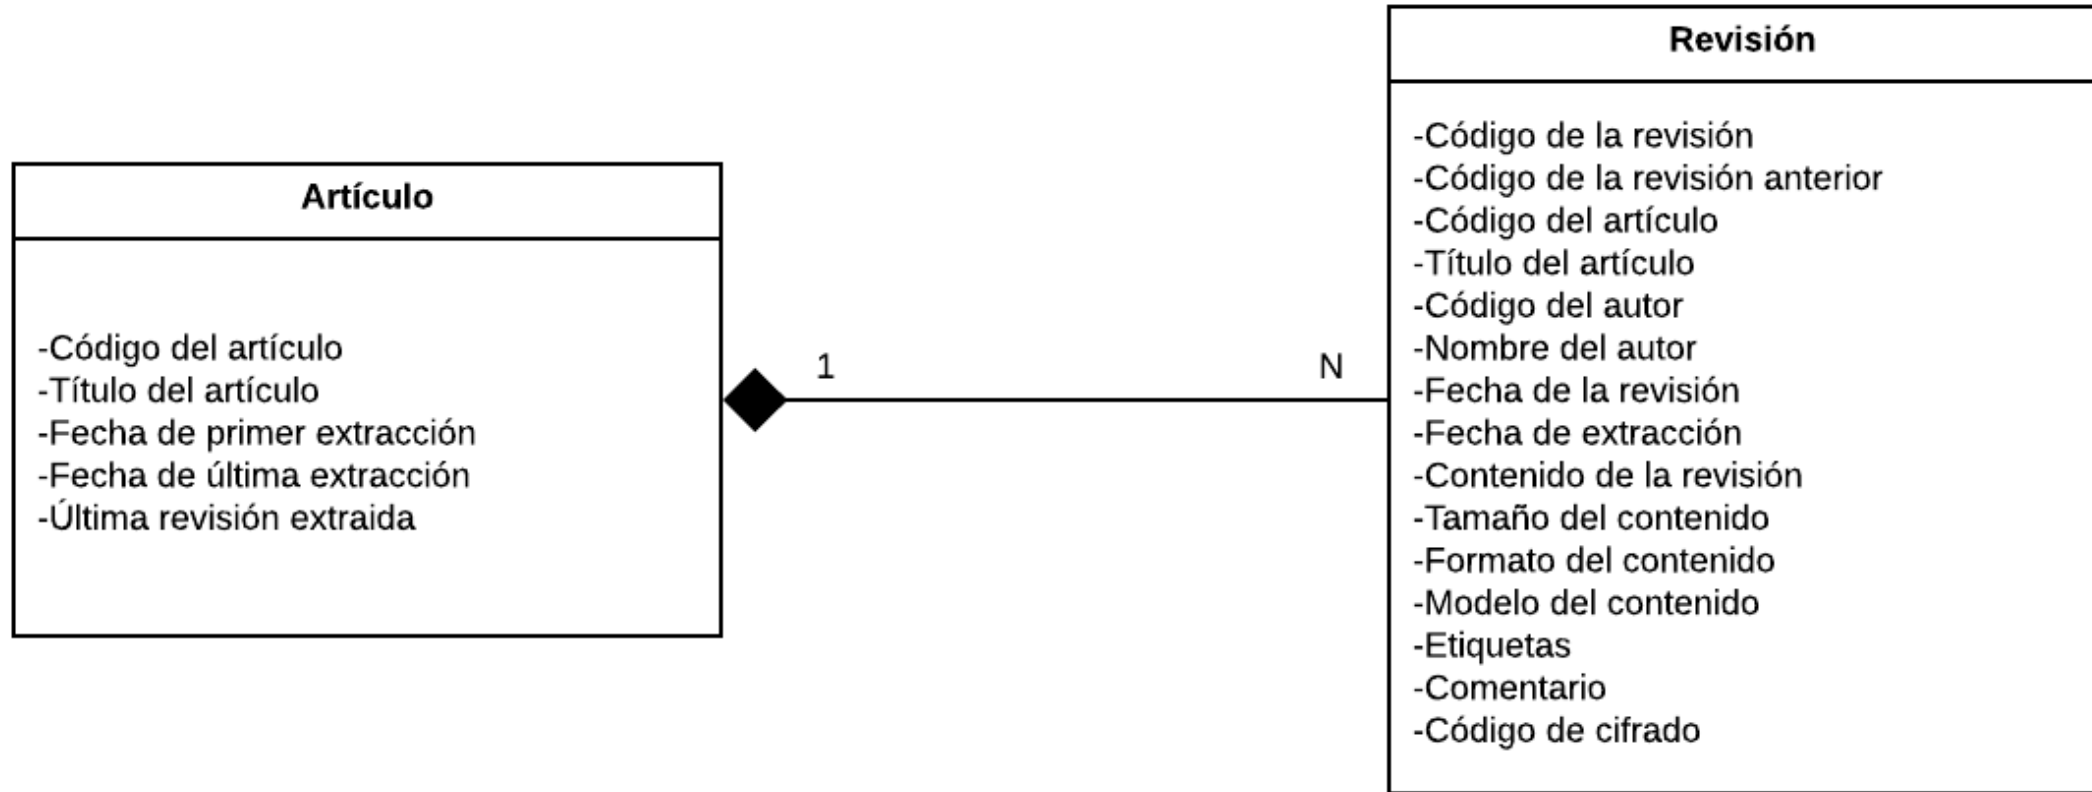 Artículo
-Código del artículo
-Título del artículo
-Fecha de primer extracción
-Fecha de última extracción
-Última revisión extraida
1
N
Revisión
-Código de la revisión
-Código de la revisión anterior
-Código del artículo
-Título del artículo
-Código del autor
-Nombre del autor
-Fecha de la revisión
-Fecha de extracción
-Contenido de la revisión
-Tamaño del contenido
-Formato del contenido
-Modelo del contenido
-Etiquetas
-Comentario
-Código de cifrado